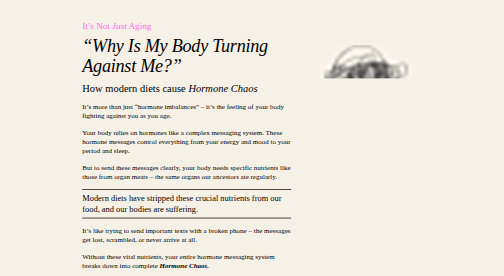 It's Not Just Aging
“Why Is My Body Turning
Against Me?”
How modern diets cause Hormone Chaos
It's more than just “hormone imbalances” – it's the feeling of your body
fighting against you as you age.
Your body relies on hormones like a complex messaging system. These
hormones messages control everything from your energy and mood to your
period and sleep.
But to send these messages clearly, your body needs specific nutrients like
those from organ meats – the same organs our ancestors ate regularly.
Modern diets have stripped these crucial nutrients from our
food, and our bodies are suffering.
It's like trying to send important texts with a broken phone – the messages
get lost, scrambled, or never arrive at all.
Without these vital nutrients, your entire hormone messaging system
breaks down into complete Hormone Chaos.